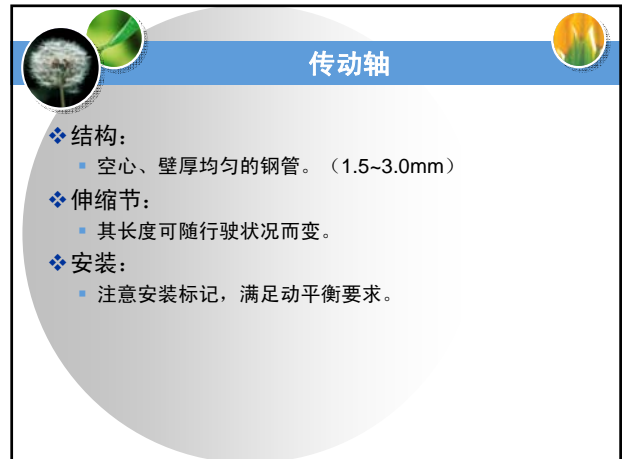 传动轴
结构：
空心、壁厚均匀的钢管。（1.5~3.0mm）
伸缩节：
其长度可随行驶状况而变。
安装：
注意安装标记，满足动平衡要求。